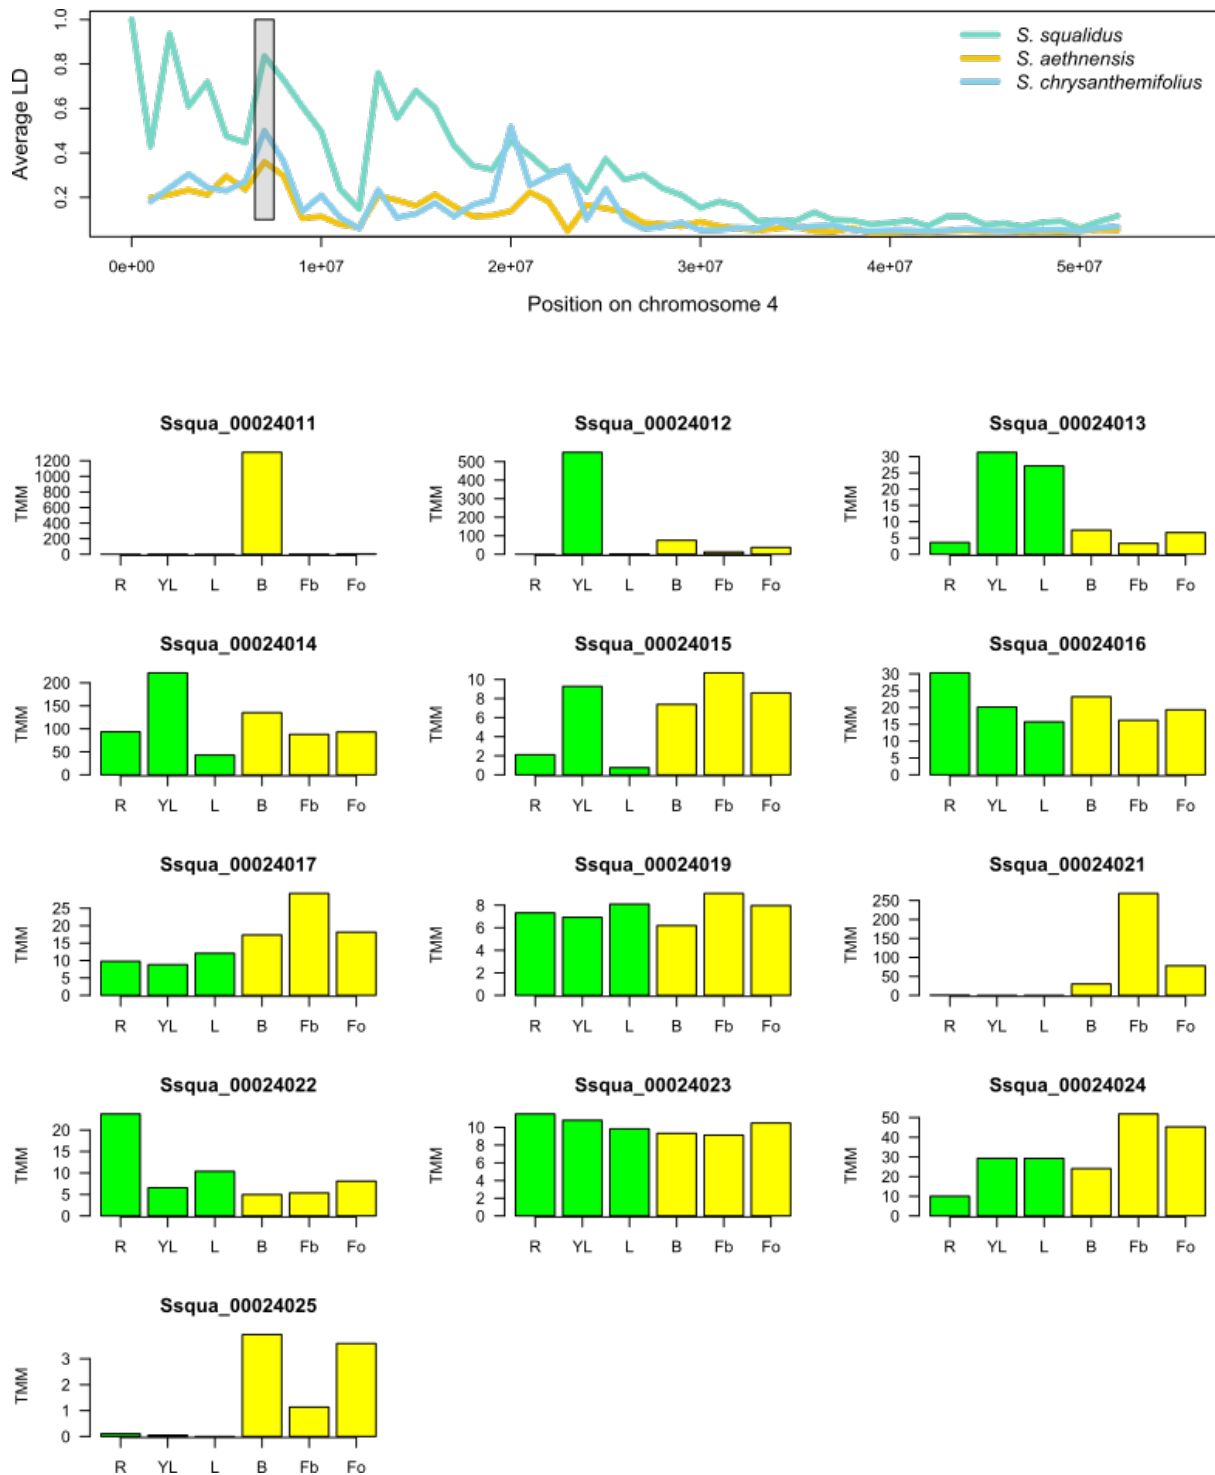 1.0
0.8
0.6
0.4
0.2
Average LD
S. squalidus
S. aethnensis
S. chrysanthemifolius
0e+00 1e+07 2e+07 3e+07 4e+07 5e+07
Position on chromosome 4
Ssqua_00024011
TMM
1200
1000
800
600
400
200
0
R YL L B Fb Fo
Ssqua_00024012
TMM
500
400
300
200
100
0
R YL L B Fb Fo
Ssqua_00024013
TMM
30
25
20
15
10
5
0
R YL L B Fb Fo
Ssqua_00024014
TMM
200
150
100
50
0
R YL L B Fb Fo
Ssqua_00024015
TMM
10
8
6
4
2
0
R YL L B Fb Fo
Ssqua_00024016
TMM
30
25
20
15
10
5
0
R YL L B Fb Fo
Ssqua_00024017
TMM
25
20
15
10
5
0
R YL L B Fb Fo
Ssqua_00024019
TMM
8
6
4
2
0
R YL L B Fb Fo
Ssqua_00024021
TMM
250
200
150
100
50
0
R YL L B Fb Fo
Ssqua_00024022
TMM
20
15
10
5
0
R YL L B Fb Fo
Ssqua_00024023
TMM
10
8
6
4
2
0
R YL L B Fb Fo
Ssqua_00024024
TMM
50
40
30
20
10
0
R YL L B Fb Fo
Ssqua_00024025
TMM
3
2
1
0
R YL L B Fb Fo